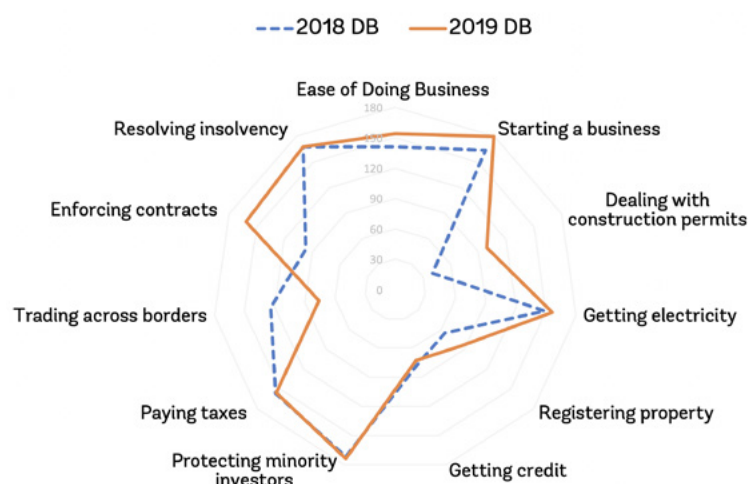 2018 DB 2019 DB
Ease of Doing Business
180
Resolving insolvency
Starting a business
150
120
Enforcing contracts
Dealing with
construction permits
90
60
30
0
Trading across borders
Getting electricity
Paying taxes
Registering property
Protecting minority
investors
Getting credit